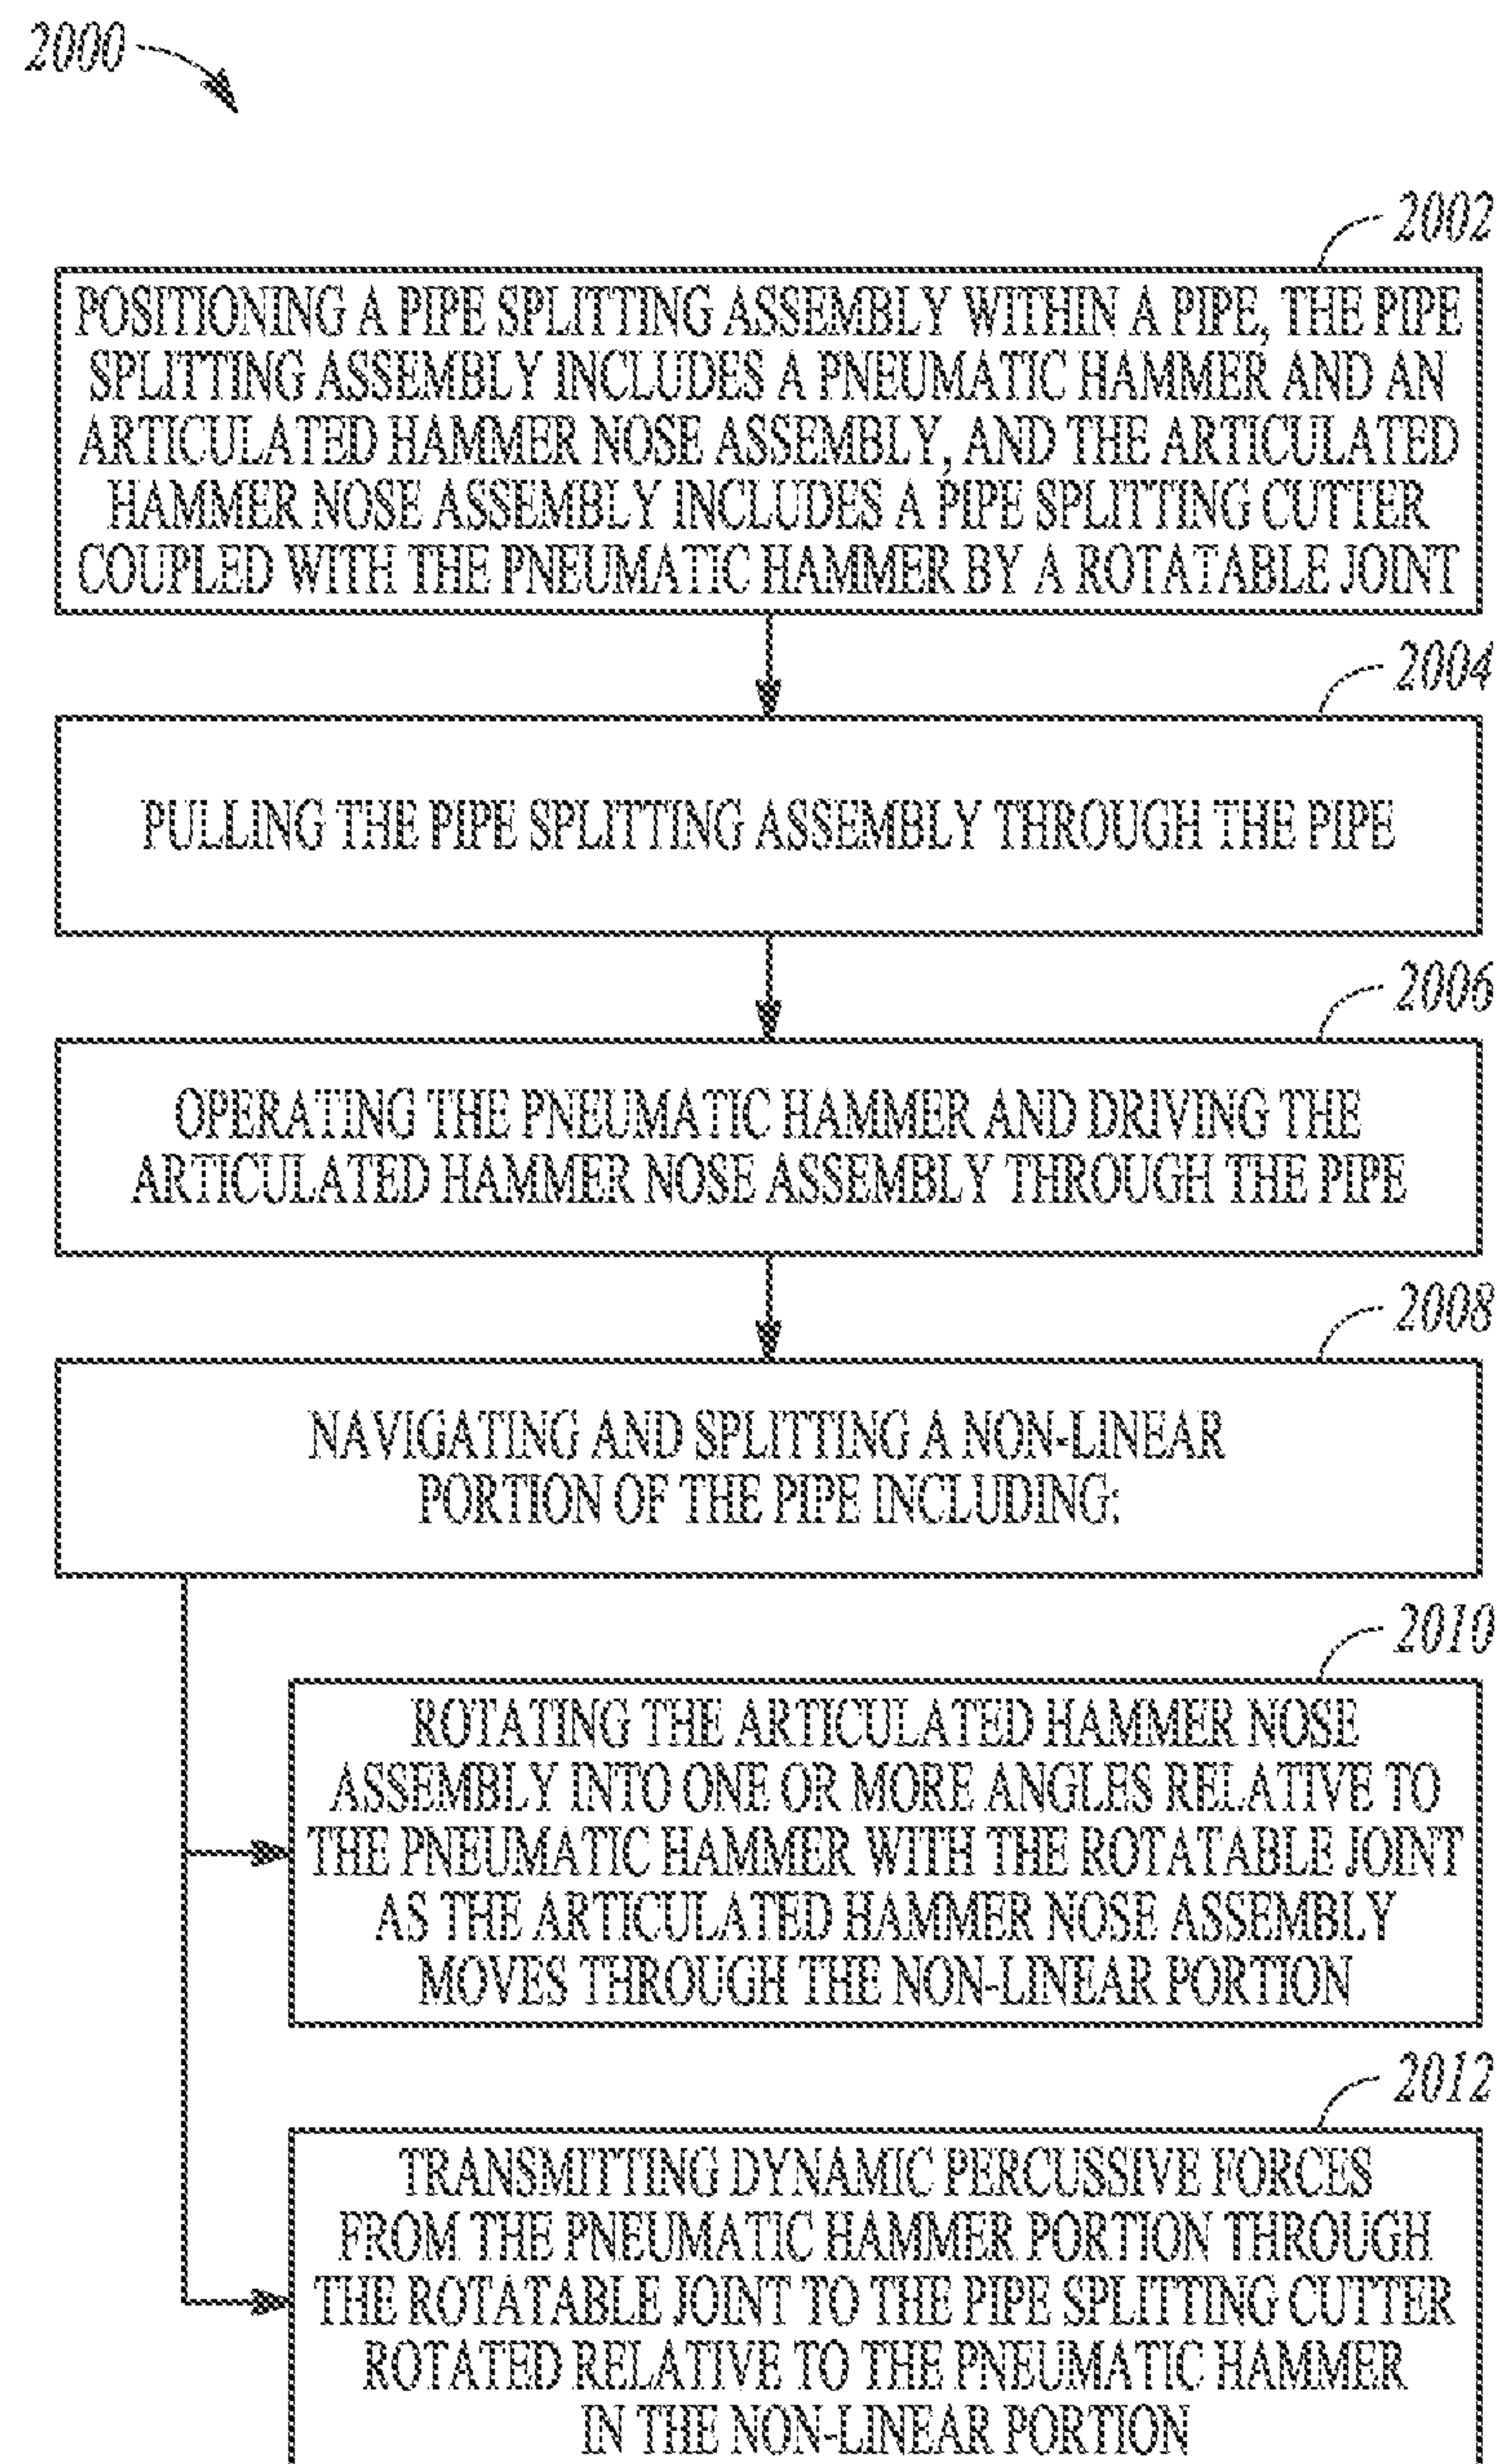 2000
2002
POSITIONING A PIPE SPLITTING ASSEMBLY WITHIN A PIPE, THE PIPE
SPLITTING ASSEMBLY INCLUDES A PNEUMATIC HAMMER AND AN
ARTICULATED HAMMER NOSE ASSEMBLY, AND THE ARTICULATED
HAMMER NOSE ASSEMBLY INCLUDES A PIPE SPLITTING CUTTER
COUPLED WITH THE PNEUMATIC HAMMER BY A ROTATABLE JOINT
2004
PULLING THE PIPE SPLITTING ASSEMBLY THROUGH THE PIPE
2006
OPERATING THE PNEUMATIC HAMMER AND DRIVING THE
ARTICULATED HAMMER NOSE ASSEMBLY THROUGH THE PIPE
2008
NAVIGATING AND SPLITTING A NON-LINEAR
PORTION OF THE PIPE INCLUDING:
2010
ROTATING THE ARTICULATED HAMMER NOSE
ASSEMBLY INTO ONE OR MORE ANGLES RELATIVE TO
THE PNEUMATIC HAMMER WITH THE ROTATABLE JOINT
AS THE ARTICULATED HAMMER NOSE ASSEMBLY
MOVES THROUGH THE NON-LINEAR PORTION
2012
TRANSMITTING DYNAMIC PERCUSSIVE FORCES
FROM THE PNEUMATIC HAMMER PORTION THROUGH
THE ROTATABLE JOINT TO THE PIPE SPLITTING CUTTER
ROTATED RELATIVE TO THE PNEUMATIC HAMMER
IN THE NON-LINEAR PORTION